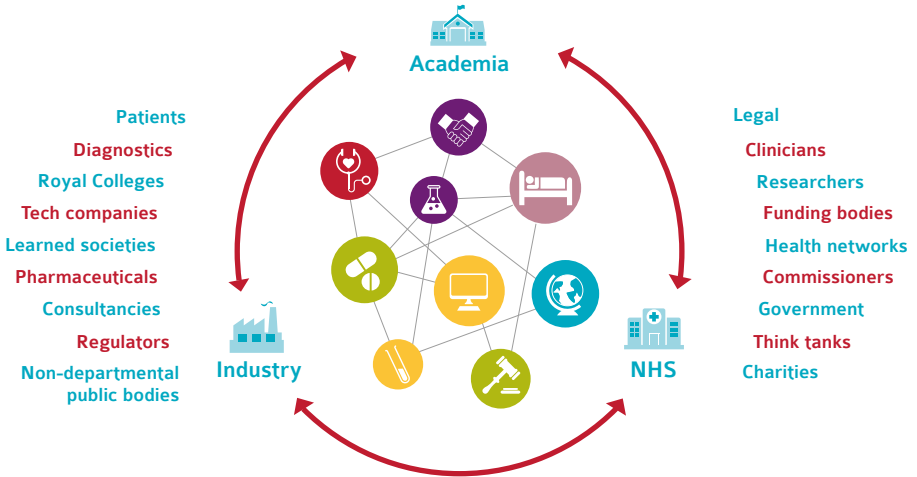 Academia
Patients
Diagnostics
Royal Colleges
Tech companies
Learned societies
Pharmaceuticals
Consultancies
Regulators
Non-departmental
public bodies
Industry
Legal
Clinicians
Researchers
Funding bodies
Health networks
Commissioners
Government
Think tanks
Charities
NHS